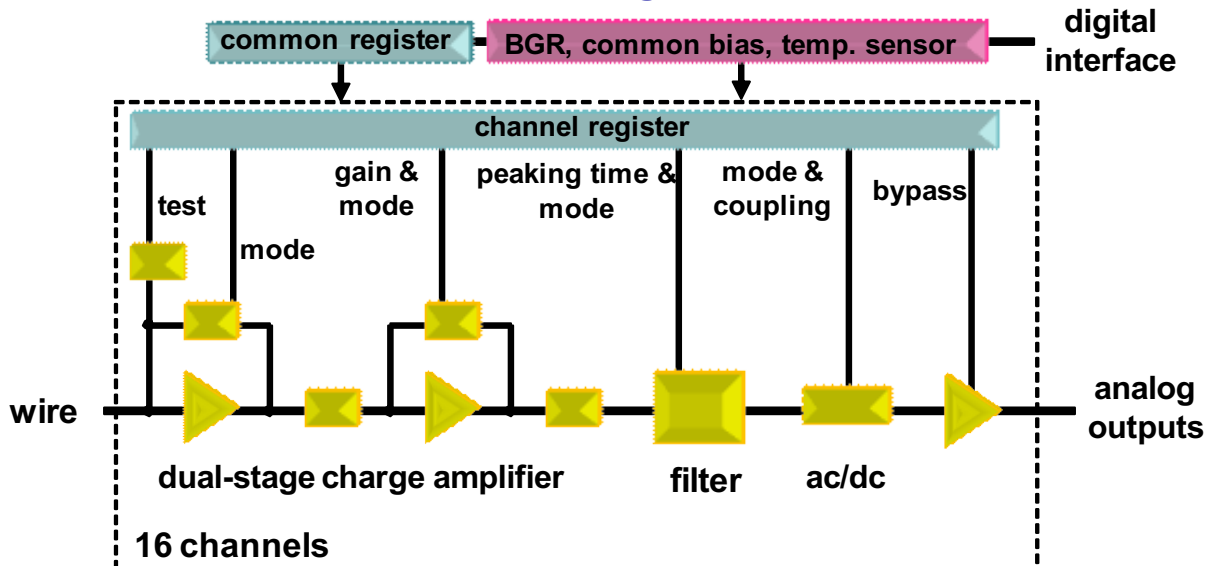 common register
BGR, common bias, temp. sensor
digital
interface
channel register
test
mode
gain &
mode
peaking time &
mode
mode &
coupling
bypass
wire
analog
outputs
dual-stage charge amplifier
filter
ac/dc
16 channels